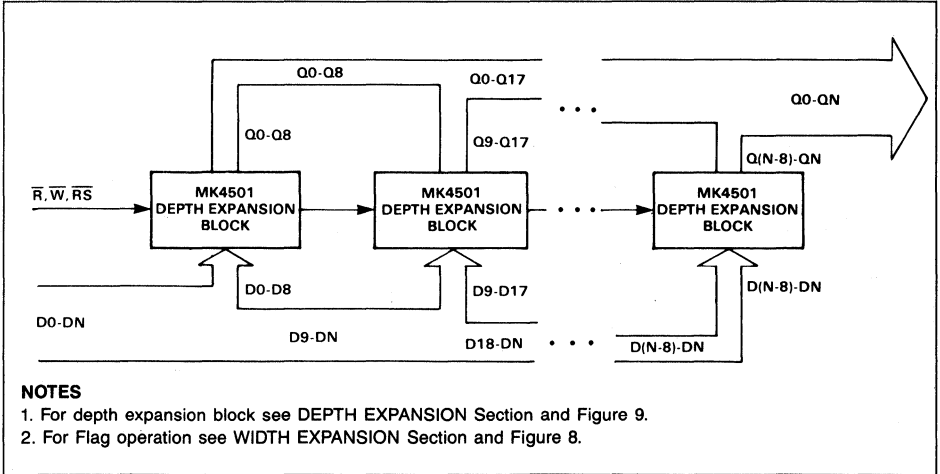 Q0-Q8
Q0-Q17
Q0-QN
Q0-Q8
Q9-Q17
Q(N-8)-QN
R̅, W̅, R̅S̅
MK4501
DEPTH EXPANSION
BLOCK
MK4501
DEPTH EXPANSION
BLOCK
MK4501
DEPTH EXPANSION
BLOCK
D0-D8
D9-D17
D(N-8)-DN
D0-DN
D9-DN
D18-DN
D(N-8)-DN
NOTES
1. For depth expansion block see DEPTH EXPANSION Section and Figure 9.
2. For Flag operation see WIDTH EXPANSION Section and Figure 8.